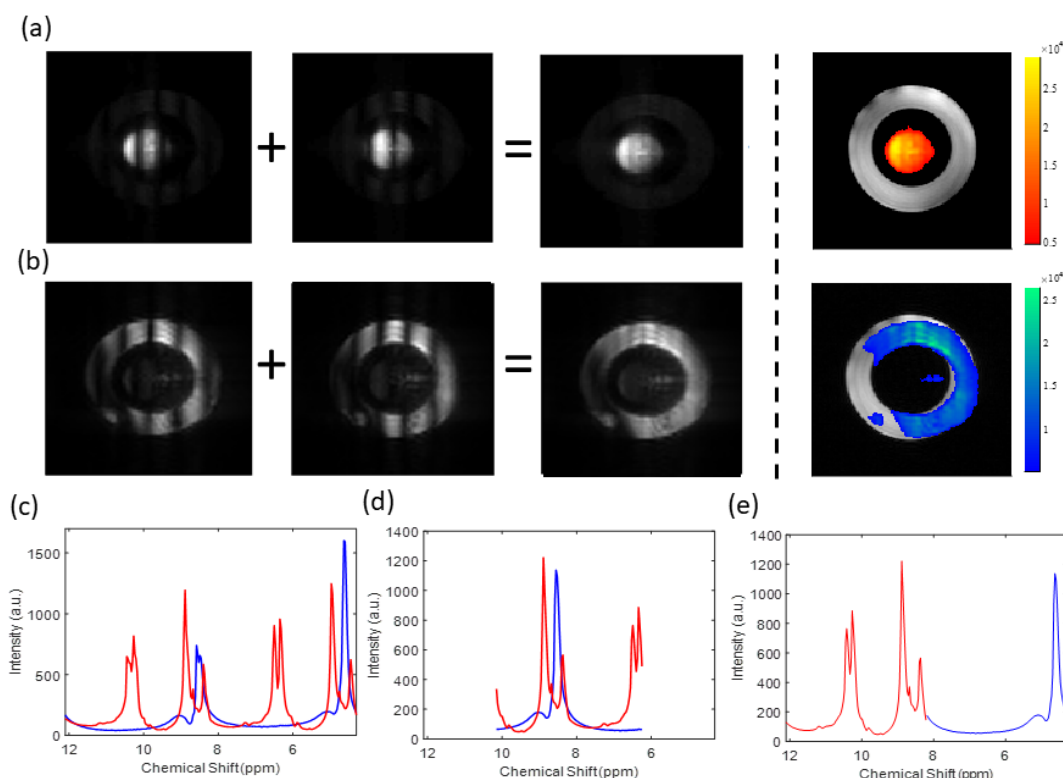 (a)
+
=
×10⁴
2.5
2
1.5
1
0.5
(b)
+
=
×10⁴
2.5
2
1.5
1
(c)
1500
1000
500
0
Intensity (a.u.)
12 10 8 6
Chemical Shift(ppm)
(d)
1400
1200
1000
800
600
400
200
0
Intensity (a.u.)
12 10 8 6
Chemical Shift(ppm)
(e)
1400
1200
1000
800
600
400
200
0
Intensity (a.u.)
12 10 8 6
Chemical Shift(ppm)